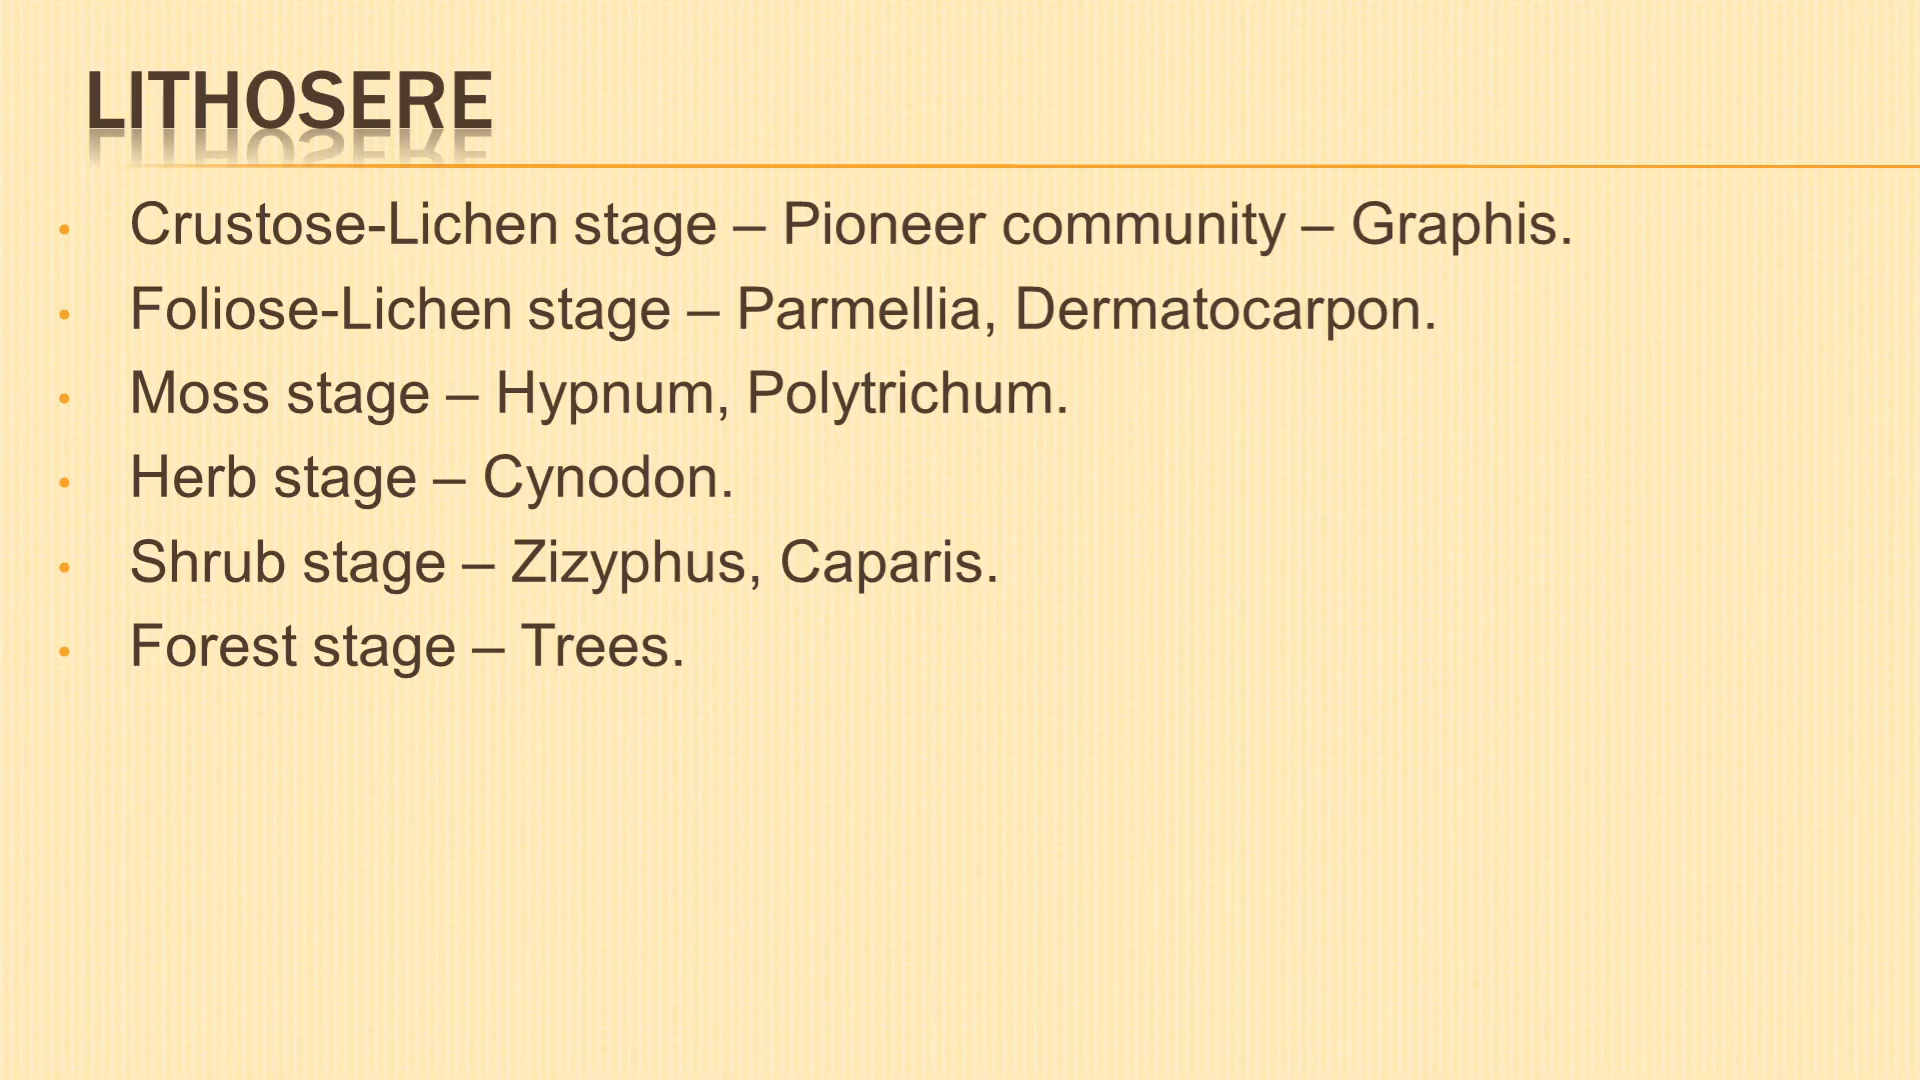 LITHOSERE
• Crustose-Lichen stage – Pioneer community – Graphis.
• Foliose-Lichen stage – Parmellia, Dermatocarpon.
• Moss stage – Hypnum, Polytrichum.
• Herb stage – Cynodon.
• Shrub stage – Zizyphus, Caparis.
• Forest stage – Trees.